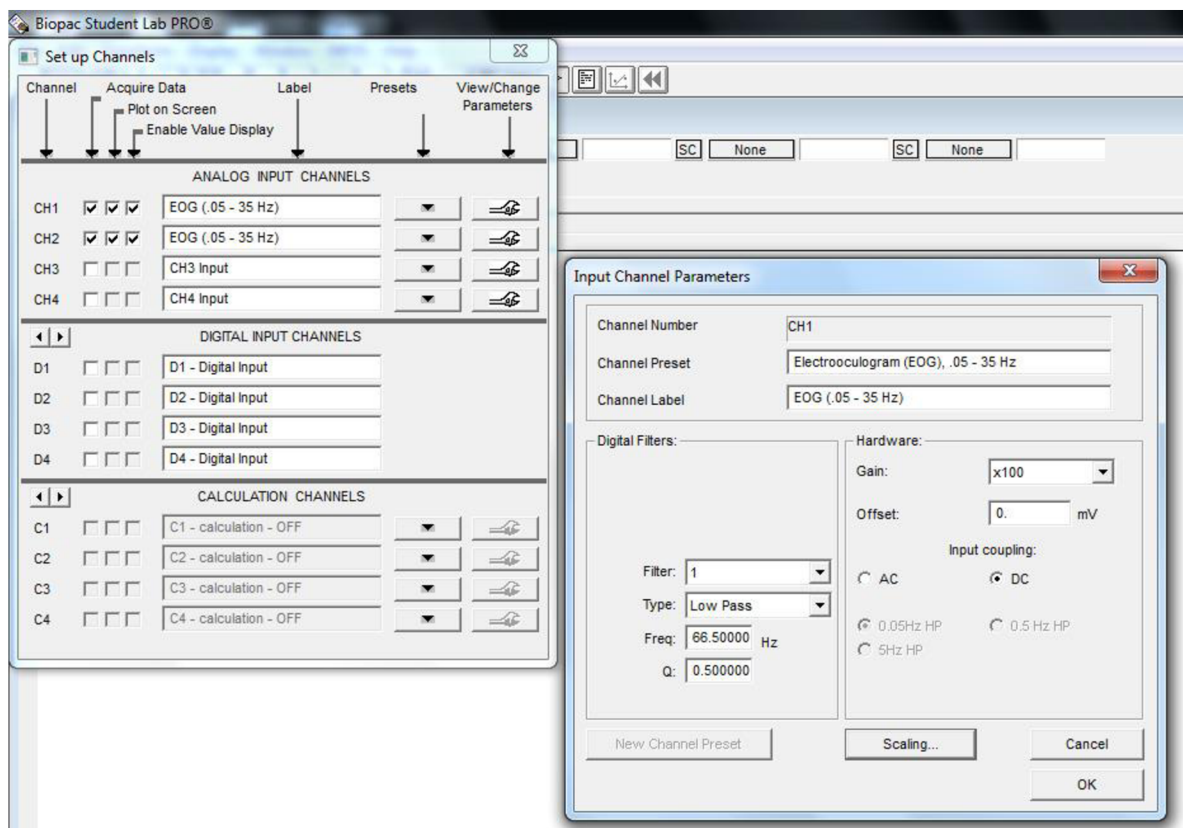 Biopac Student Lab PRO®
Set up Channels
Channel Acquire Data Label Presets View/Change
Plot on Screen Parameters
Enable Value Display
SC None SC None
ANALOG INPUT CHANNELS
CH1 EOG (.05 - 35 Hz)
CH2 EOG (.05 - 35 Hz)
CH3 CH3 Input
CH4 CH4 Input
DIGITAL INPUT CHANNELS
D1 D1 - Digital Input
D2 D2 - Digital Input
D3 D3 - Digital Input
D4 D4 - Digital Input
CALCULATION CHANNELS
C1 C1 - calculation - OFF
C2 C2 - calculation - OFF
C3 C3 - calculation - OFF
C4 C4 - calculation - OFF
Input Channel Parameters
Channel Number CH1
Channel Preset Electrooculogram (EOG), .05 - 35 Hz
Channel Label EOG (.05 - 35 Hz)
Digital Filters:
Filter: 1
Type: Low Pass
Freq: 66.50000 Hz
Q: 0.500000
Hardware:
Gain: x100
Offset: 0. mV
Input coupling:
AC DC
0.05Hz HP 0.5 Hz HP
5Hz HP
New Channel Preset Scaling... Cancel
OK